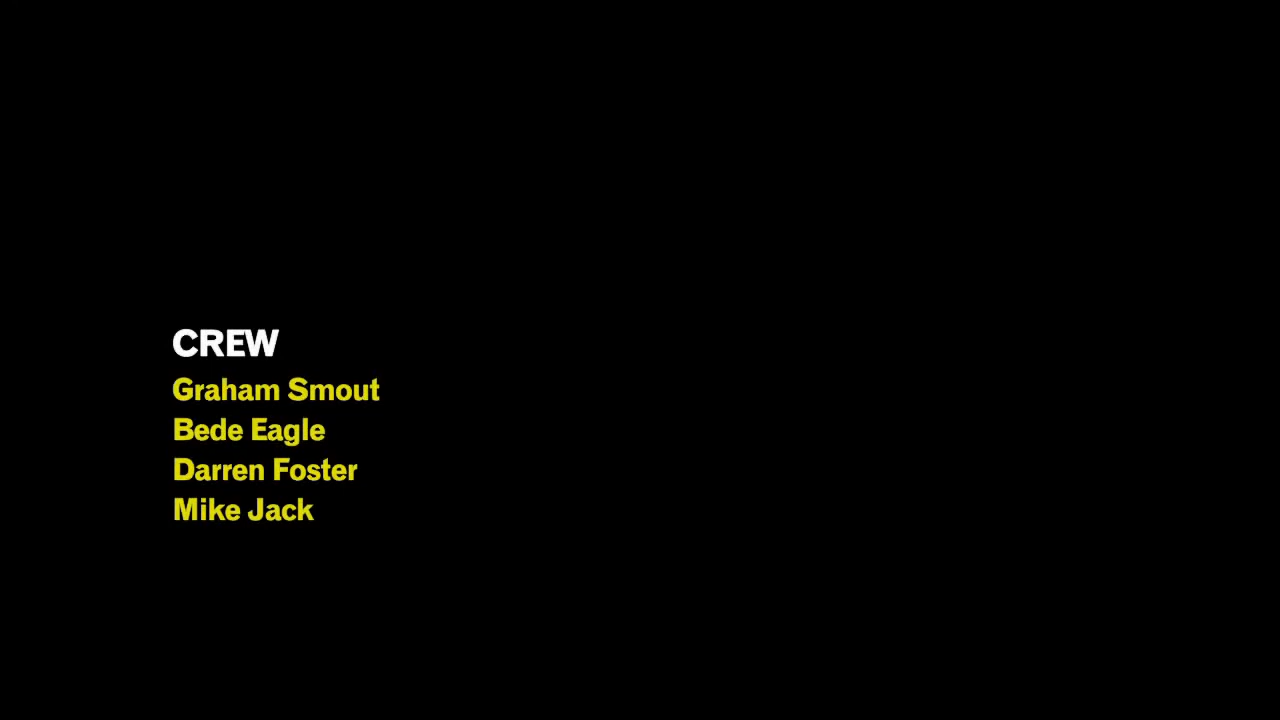 CREW
Graham Smout
Bede Eagle
Darren Foster
Mike Jack